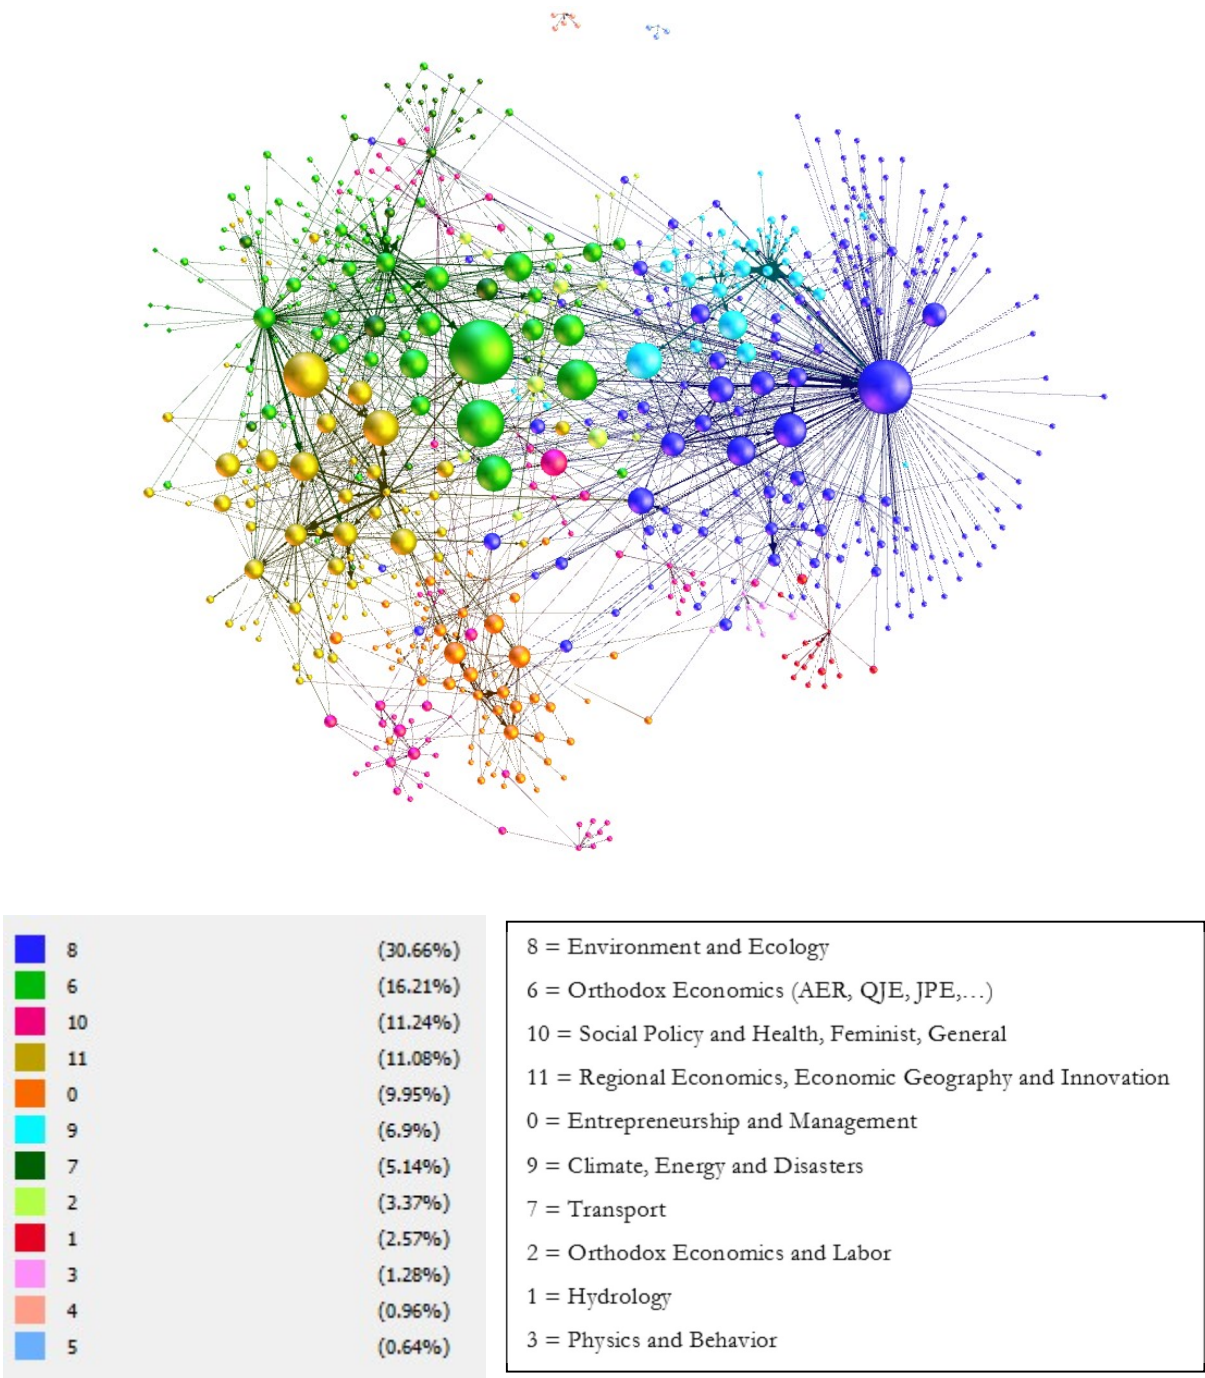 8 (30.66%)
6 (16.21%)
10 (11.24%)
11 (11.08%)
0 (9.95%)
9 (6.9%)
7 (5.14%)
2 (3.37%)
1 (2.57%)
3 (1.28%)
4 (0.96%)
5 (0.64%)
8 = Environment and Ecology
6 = Orthodox Economics (AER, QJE, JPE,…)
10 = Social Policy and Health, Feminist, General
11 = Regional Economics, Economic Geography and Innovation
0 = Entrepreneurship and Management
9 = Climate, Energy and Disasters
7 = Transport
2 = Orthodox Economics and Labor
1 = Hydrology
3 = Physics and Behavior